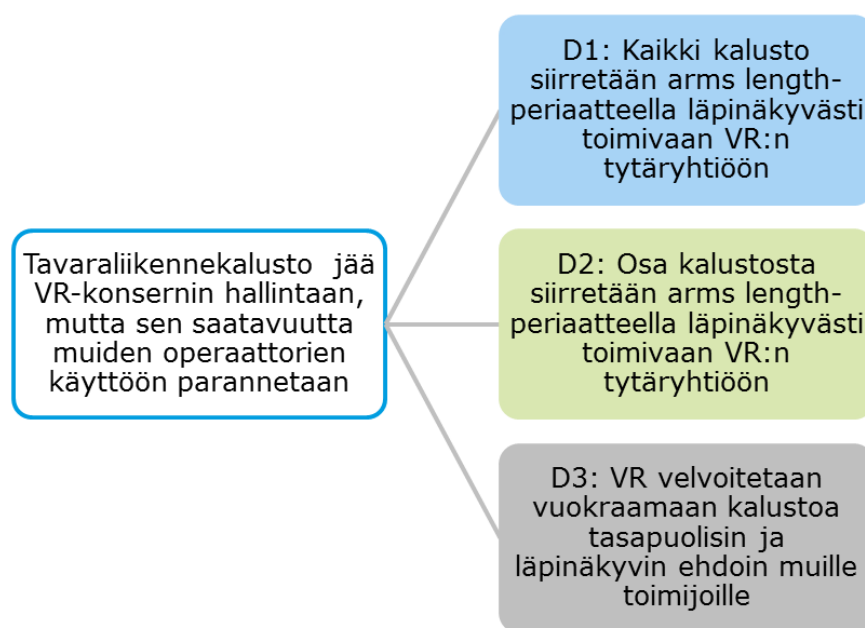 Tavaraliikennekalusto jää
VR-konsernin hallintaan,
mutta sen saatavuutta
muiden operaattorien
käyttöön parannetaan
D1: Kaikki kalusto
siirretään arms length-
periaatteella läpinäkyvästi
toimivaan VR:n
tytäryhtiöön
D2: Osa kalustosta
siirretään arms length-
periaatteella läpinäkyvästi
toimivaan VR:n
tytäryhtiöön
D3: VR velvoitetaan
vuokraamaan kalustoa
tasapuolisin ja
läpinäkyvin ehdoin muille
toimijoille